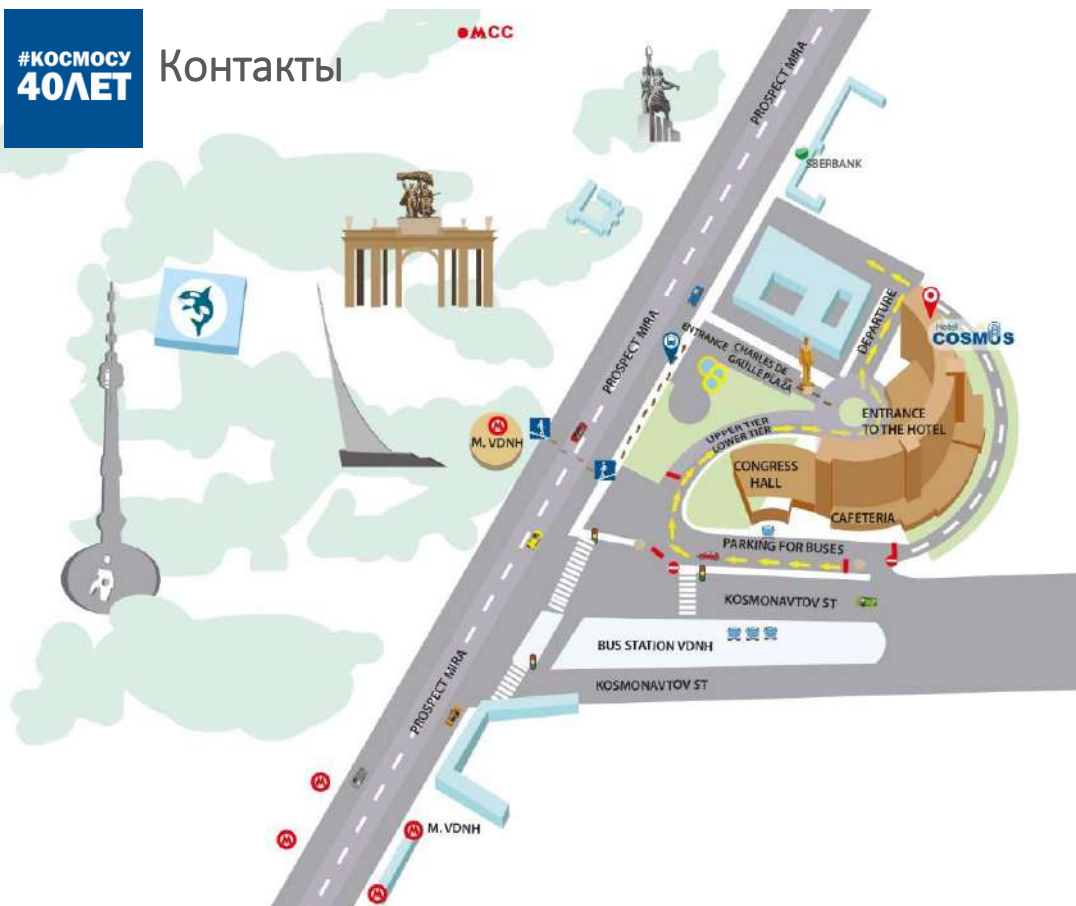 #КОСМОСУ
40ЛЕТ
Контакты
МСС
PROSPECT MIRA
SBERBANK
DEPARTURE
Hotel
COSMOS
ENTRANCE
CHARLES DE
GAULLE PLAZA
PROSPECT MIRA
M. VDNH
UPPER TIER
LOWER TIER
ENTRANCE
TO THE HOTEL
CONGRESS
HALL
CAFETERIA
PARKING FOR BUSES
KOSMONAVTOV ST
BUS STATION VDNH
KOSMONAVTOV ST
PROSPECT MIRA
M. VDNH